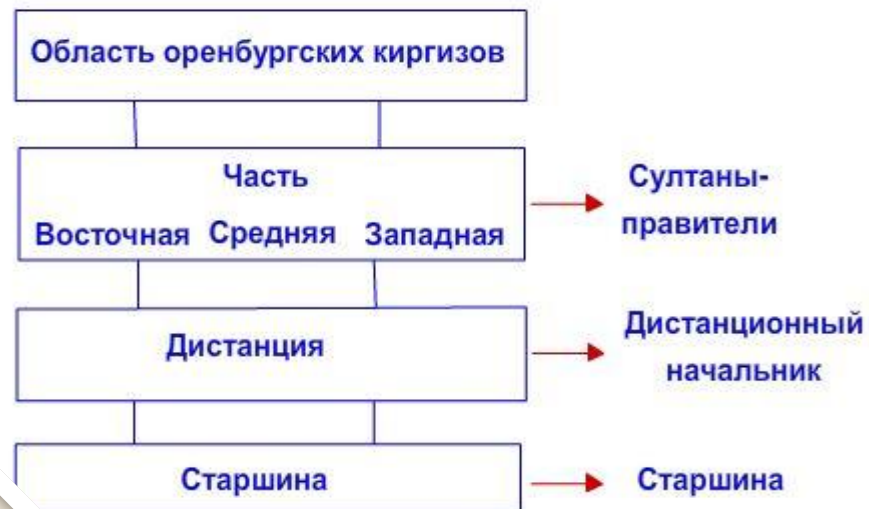 Область оренбургских киргизов
Часть
Восточная Средняя Западная
Султаны-
правители
Дистанция
Дистанционный
начальник
Старшина
Старшина